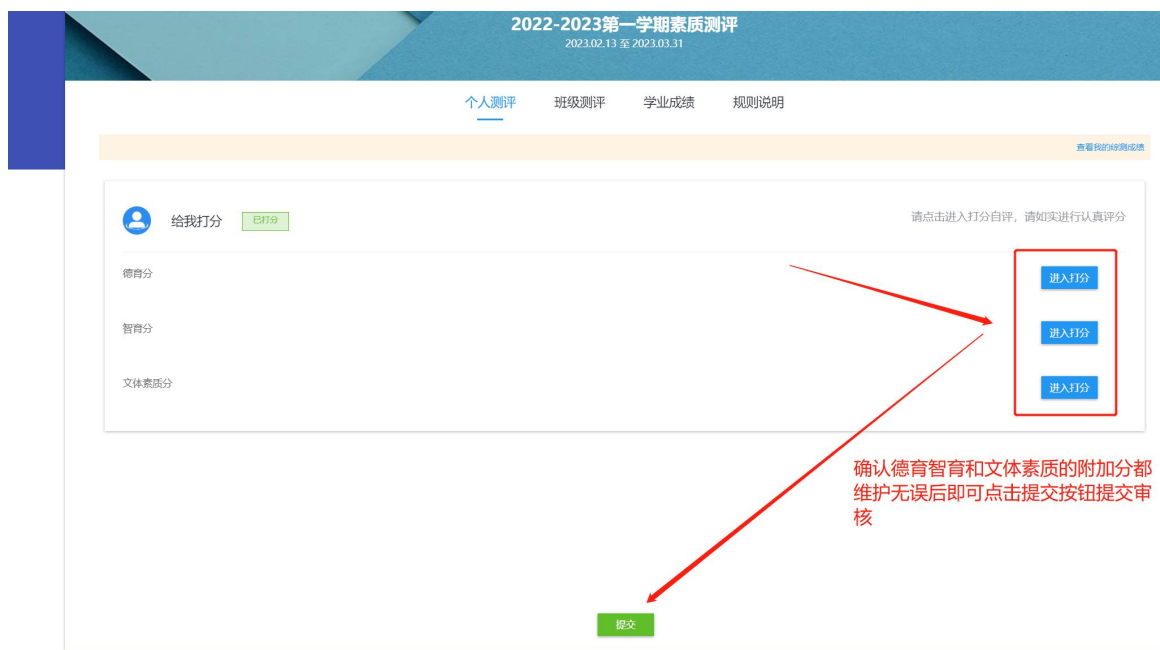 2022-2023第一学期素质测评
2023.02.13 至 2023.03.31
个人测评 班级测评 学业成绩 规则说明
查看我的综测成绩
给我打分 已打分 请点击进入打分自评，请如实进行认真评分
德育分 进入打分
智育分 进入打分
文体素质分 进入打分
确认德育智育和文体素质的附加分都
维护无误后即可点击提交按钮提交审
核
提交